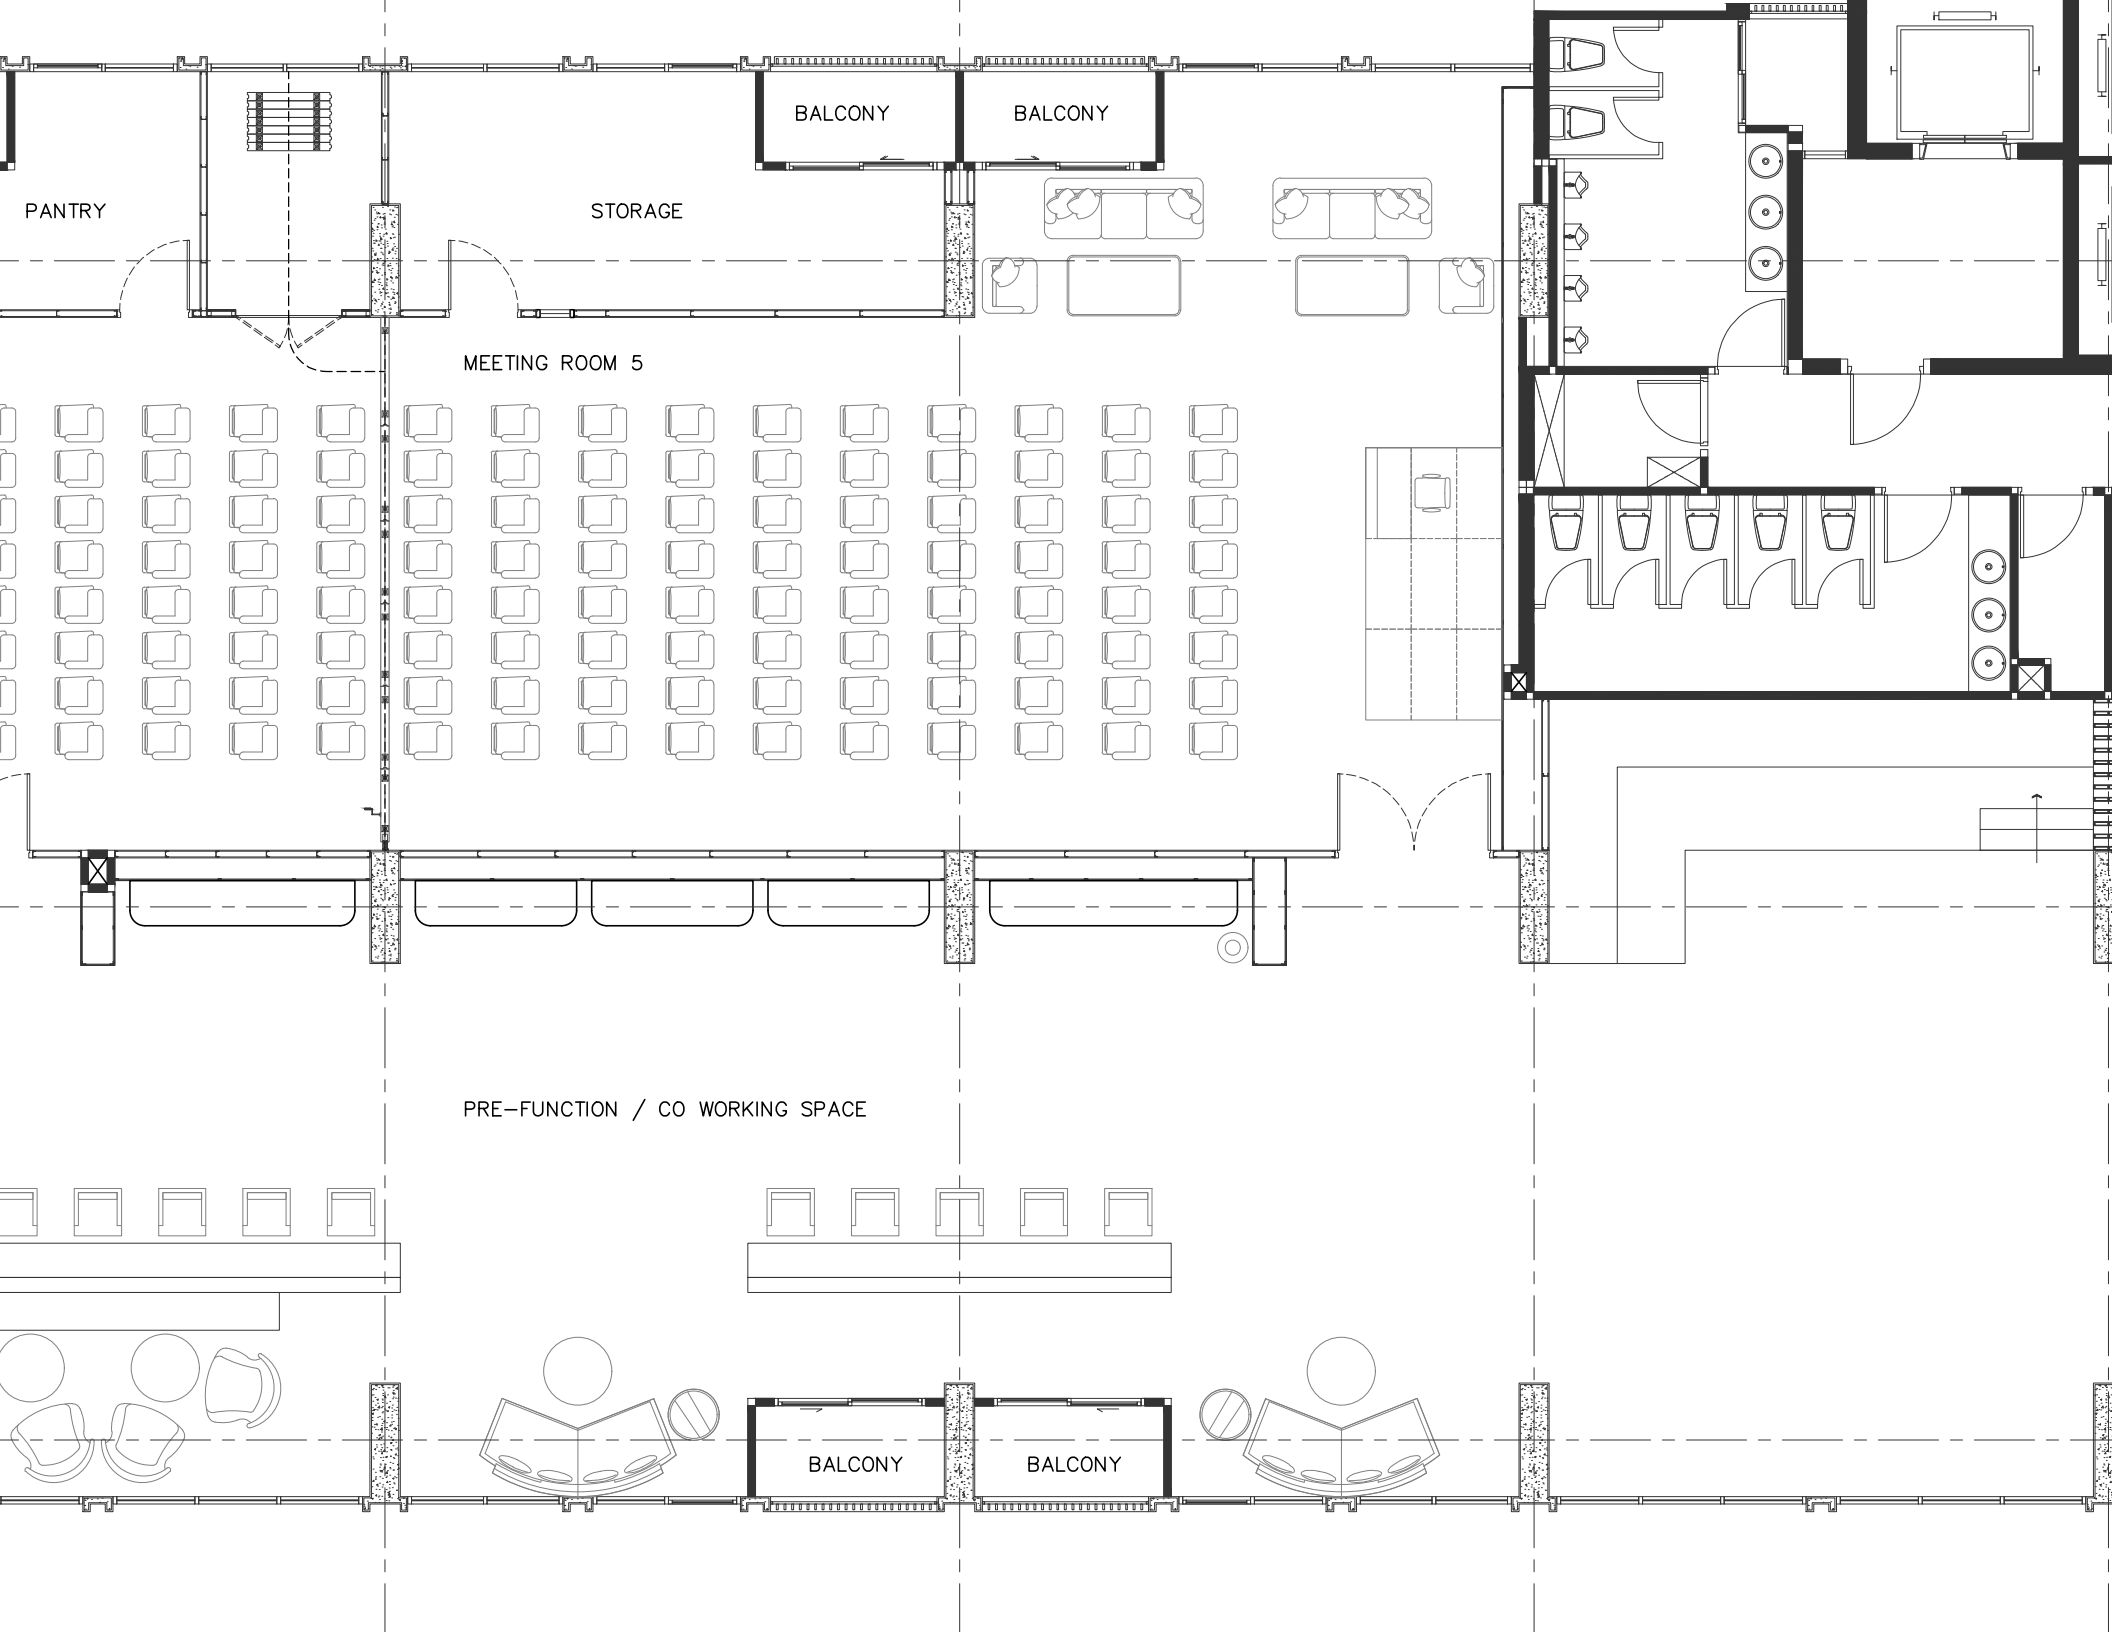 BALCONY
BALCONY
PANTRY
STORAGE
MEETING ROOM 5
PRE-FUNCTION / CO WORKING SPACE
BALCONY
BALCONY